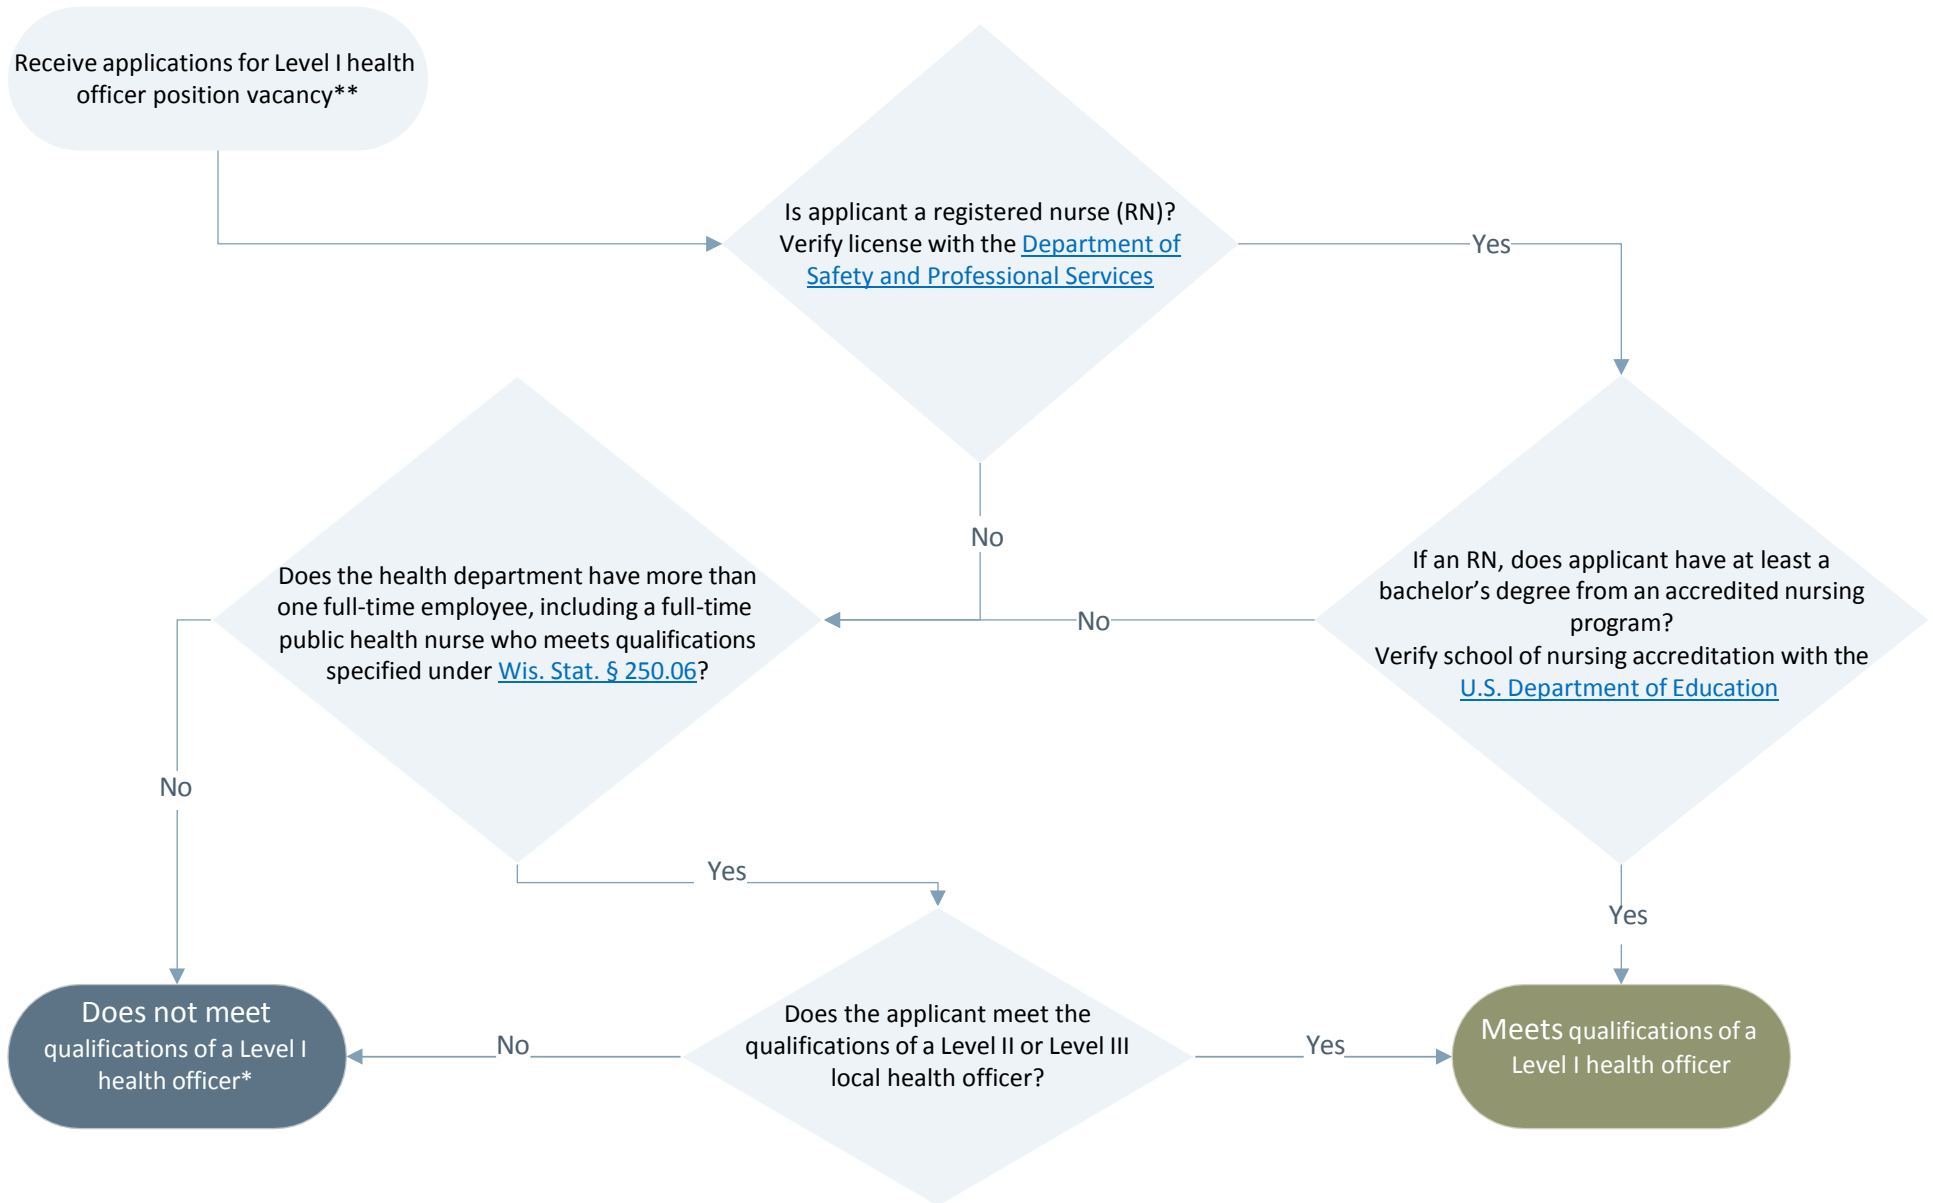 Receive applications for Level I health
officer position vacancy**
Is applicant a registered nurse (RN)?
Verify license with the Department of
Safety and Professional Services
Yes
No
If an RN, does applicant have at least a
bachelor’s degree from an accredited nursing
program?
Verify school of nursing accreditation with the
U.S. Department of Education
No
Yes
Does the health department have more than
one full-time employee, including a full-time
public health nurse who meets qualifications
specified under Wis. Stat. § 250.06?
No
Yes
Does the applicant meet the
qualifications of a Level II or Level III
local health officer?
No
Yes
Does not meet
qualifications of a Level I
health officer*
Meets qualifications of a
Level I health officer